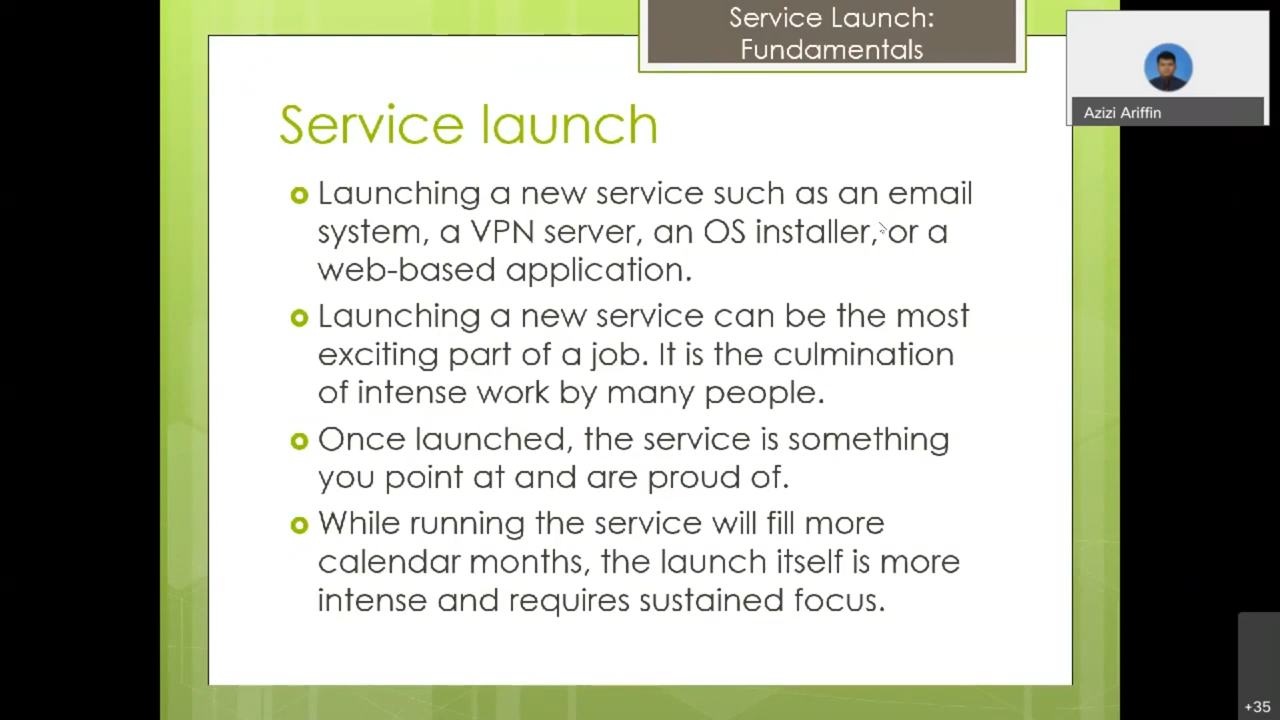 Service Launch:
Fundamentals
Azizi Ariffin
Service launch
Launching a new service such as an email
system, a VPN server, an OS installer, or a
web-based application.
Launching a new service can be the most
exciting part of a job. It is the culmination
of intense work by many people.
Once launched, the service is something
you point at and are proud of.
While running the service will fill more
calendar months, the launch itself is more
intense and requires sustained focus.
+35